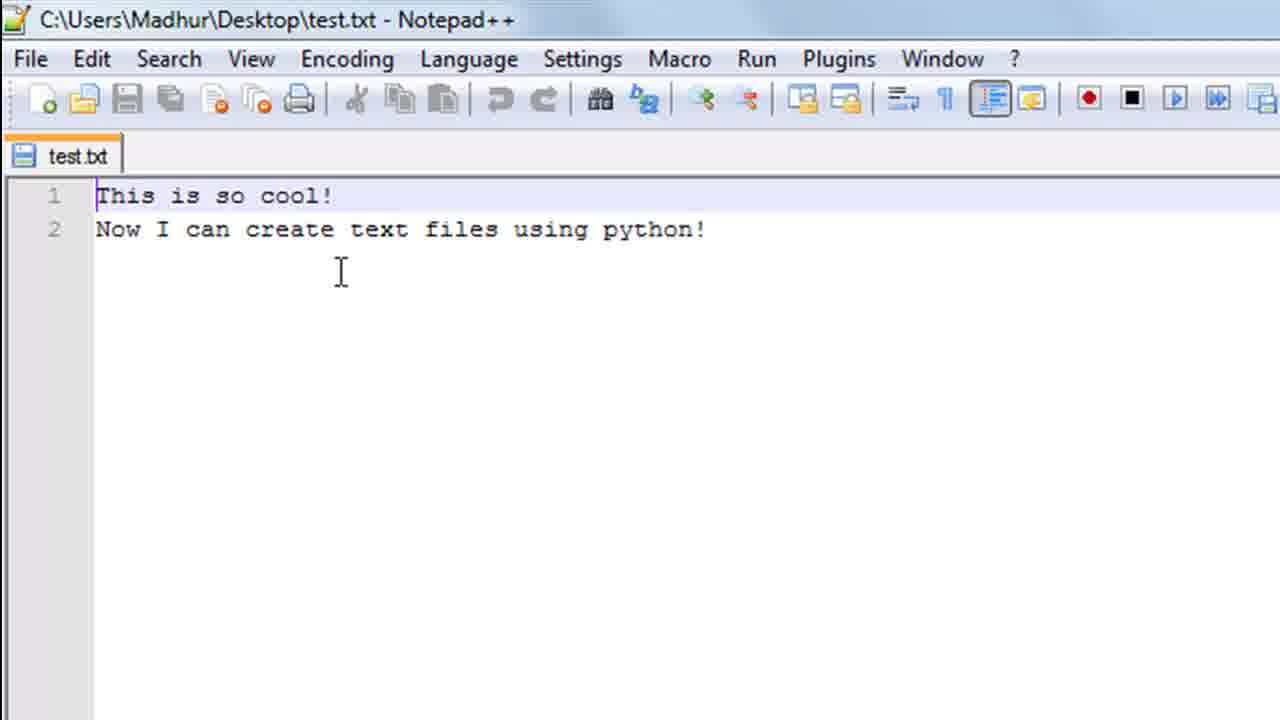 C:\Users\Madhur\Desktop\test.txt - Notepad++
File Edit Search View Encoding Language Settings Macro Run Plugins Window ?
test.txt
1 This is so cool!
2 Now I can create text files using python!